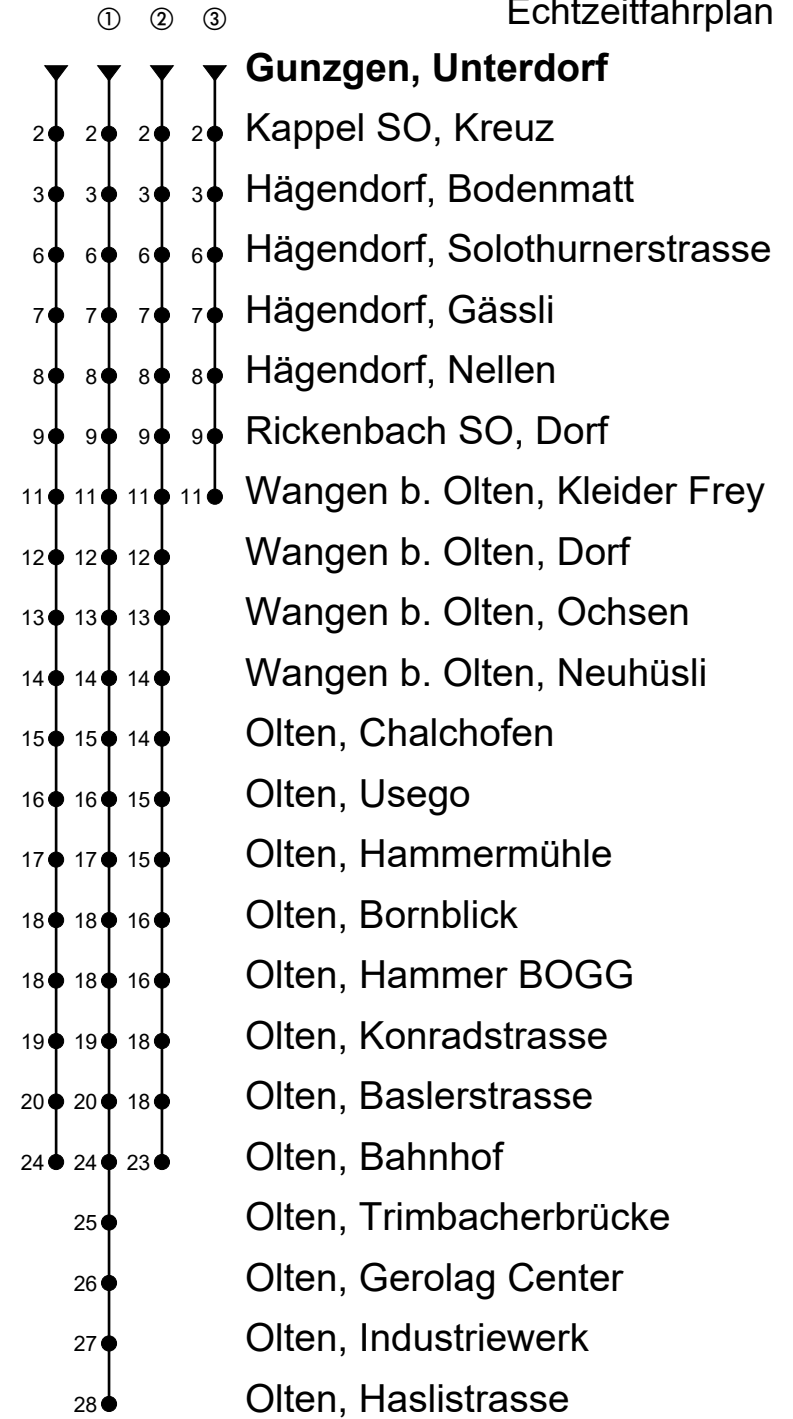 Echtzeitfahrplan
① ② ③
Gunzgen, Unterdorf
2 2 2 2 Kappel SO, Kreuz
3 3 3 3 Hägendorf, Bodenmatt
6 6 6 6 Hägendorf, Solothurnerstrasse
7 7 7 7 Hägendorf, Gässli
8 8 8 8 Hägendorf, Nellen
9 9 9 9 Rickenbach SO, Dorf
11 11 11 11 Wangen b. Olten, Kleider Frey
12 12 12 Wangen b. Olten, Dorf
13 13 13 Wangen b. Olten, Ochsen
14 14 14 Wangen b. Olten, Neuhüsli
15 15 14 Olten, Chalchofen
16 16 15 Olten, Usego
17 17 15 Olten, Hammermühle
18 18 16 Olten, Bornblick
18 18 16 Olten, Hammer BOGG
19 19 18 Olten, Konradstrasse
20 20 18 Olten, Baslerstrasse
24 24 23 Olten, Bahnhof
25 Olten, Trimbacherbrücke
26 Olten, Gerolag Center
27 Olten, Industriewerk
28 Olten, Haslistrasse